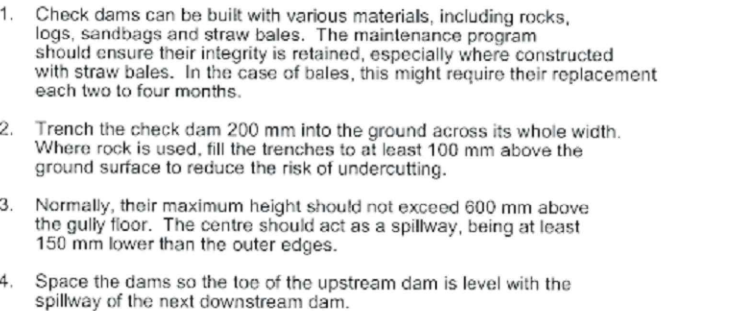 1. Check dams can be built with various materials, including rocks,
logs, sandbags and straw bales. The maintenance program
should ensure their integrity is retained, especially where constructed
with straw bales. In the case of bales, this might require their replacement
each two to four months.
2. Trench the check dam 200 mm into the ground across its whole width.
Where rock is used, fill the trenches to at least 100 mm above the
ground surface to reduce the risk of undercutting.
3. Normally, their maximum height should not exceed 600 mm above
the gully floor. The centre should act as a spillway, being at least
150 mm lower than the outer edges.
4. Space the dams so the toe of the upstream dam is level with the
spillway of the next downstream dam.